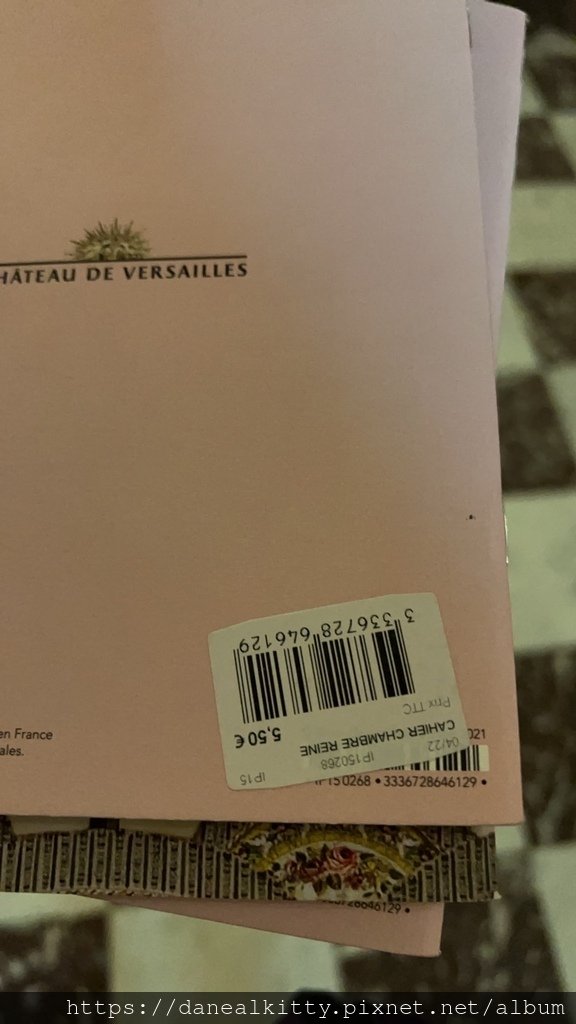 HÂTEAU DE VERSAILLES
3 336728 646129
Prix TTC
5,50 €
CAHIER CHAMBRE REINE
IP150268
04/22
IP15
en France
ales.
021
IP150268 • 3336728646129 •
36728646129 •
https://danealkitty.pixnet.net/album